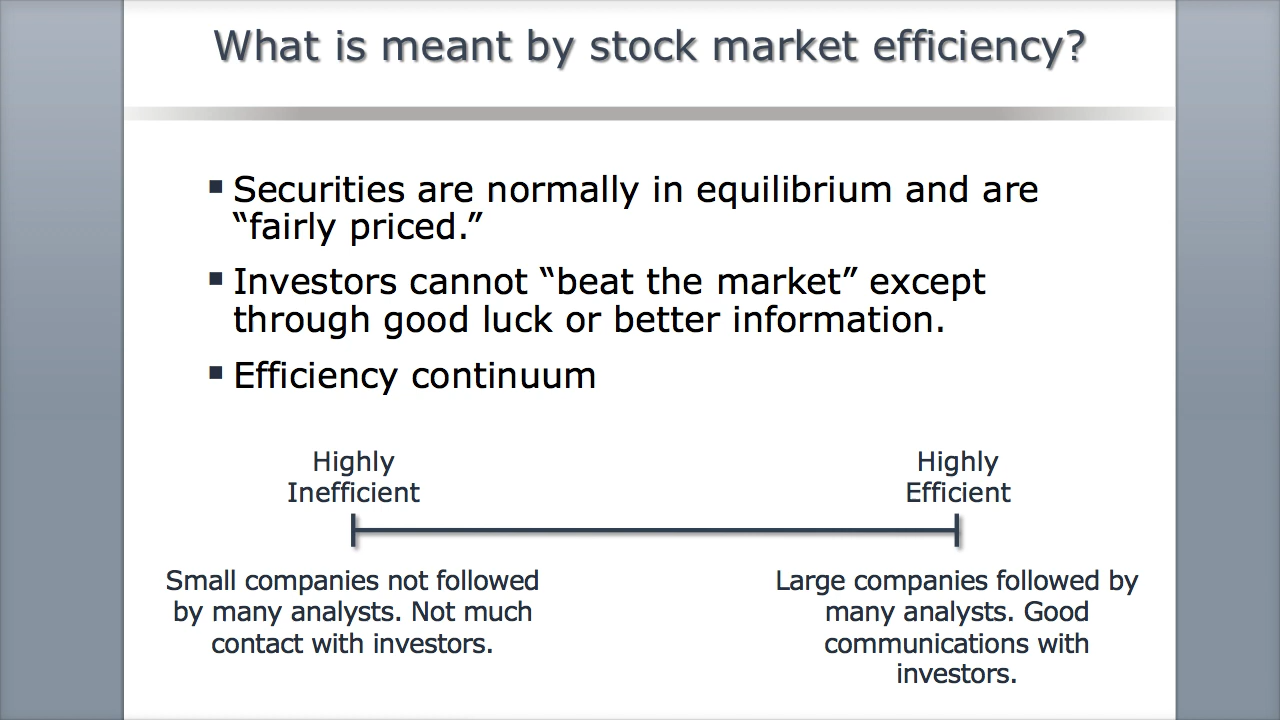 What is meant by stock market efficiency?
▪ Securities are normally in equilibrium and are
“fairly priced.”
▪ Investors cannot “beat the market” except
through good luck or better information.
▪ Efficiency continuum
Highly
Inefficient
Highly
Efficient
Small companies not followed
by many analysts. Not much
contact with investors.
Large companies followed by
many analysts. Good
communications with
investors.